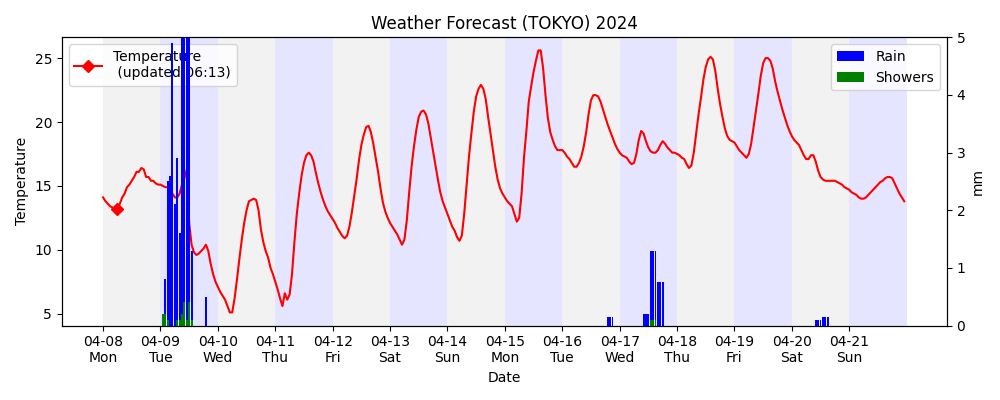 Weather Forecast (TOKYO) 2024
Temperature
(updated 06:13)
Rain
Showers
Temperature
25
20
15
10
5
mm
5
4
3
2
1
0
04-08 04-09 04-10 04-11 04-12 04-13 04-14 04-15 04-16 04-17 04-18 04-19 04-20 04-21
Mon Tue Wed Thu Fri Sat Sun Mon Tue Wed Thu Fri Sat Sun
Date